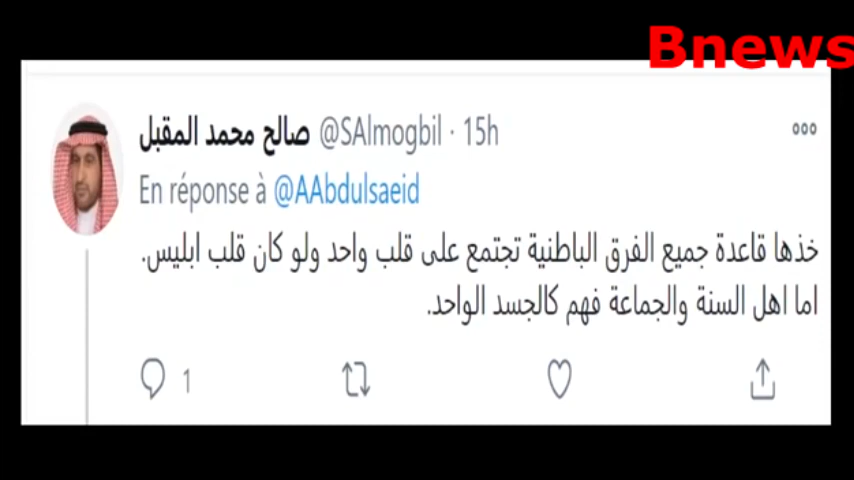 Bnews
صالح محمد المقبل @SAlmogbil · 15h
En réponse à @AAbdulsaeid
خذها قاعدة جميع الفرق الباطنية تجتمع على قلب واحد ولو كان قلب ابليس.
اما اهل السنة والجماعة فهم كالجسد الواحد.
1